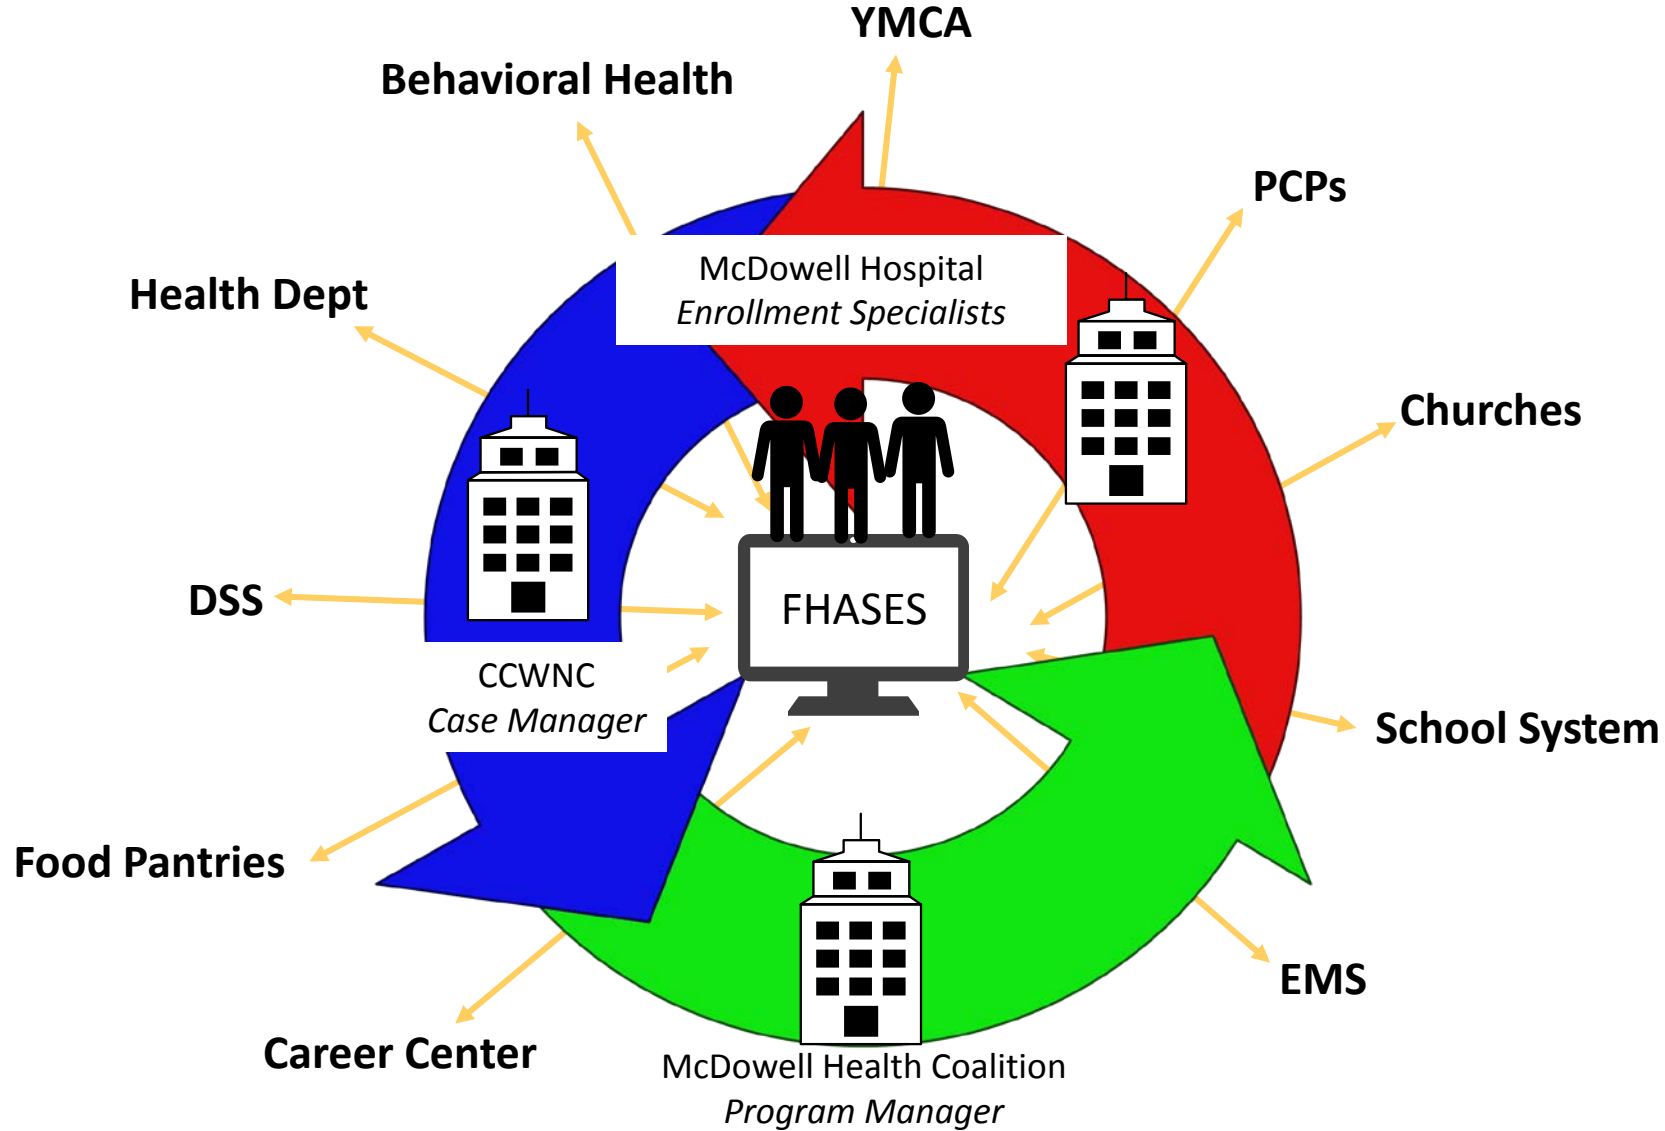 YMCA
Behavioral Health
PCPs
McDowell Hospital
Enrollment Specialists
Health Dept
Churches
DSS
FHASES
CCWNC
Case Manager
School System
Food Pantries
EMS
Career Center
McDowell Health Coalition
Program Manager